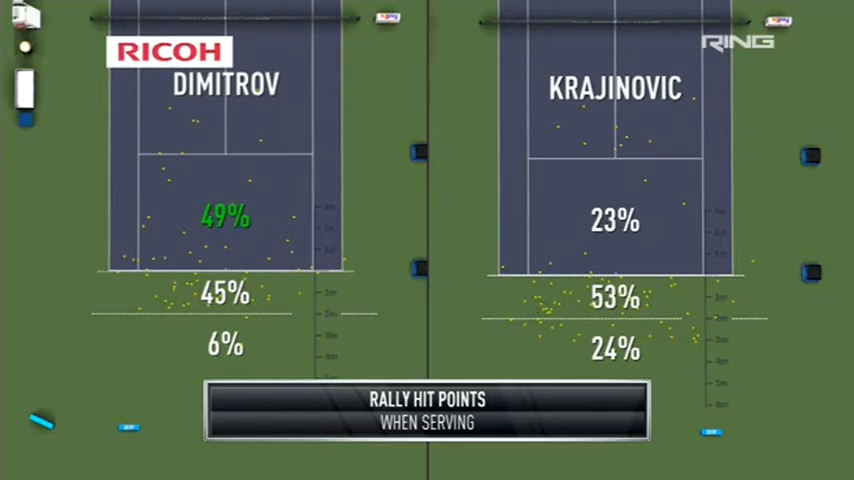 RICOH
RING
DIMITROV
KRAJINOVIC
49%
23%
45%
53%
6%
24%
RALLY HIT POINTS
WHEN SERVING